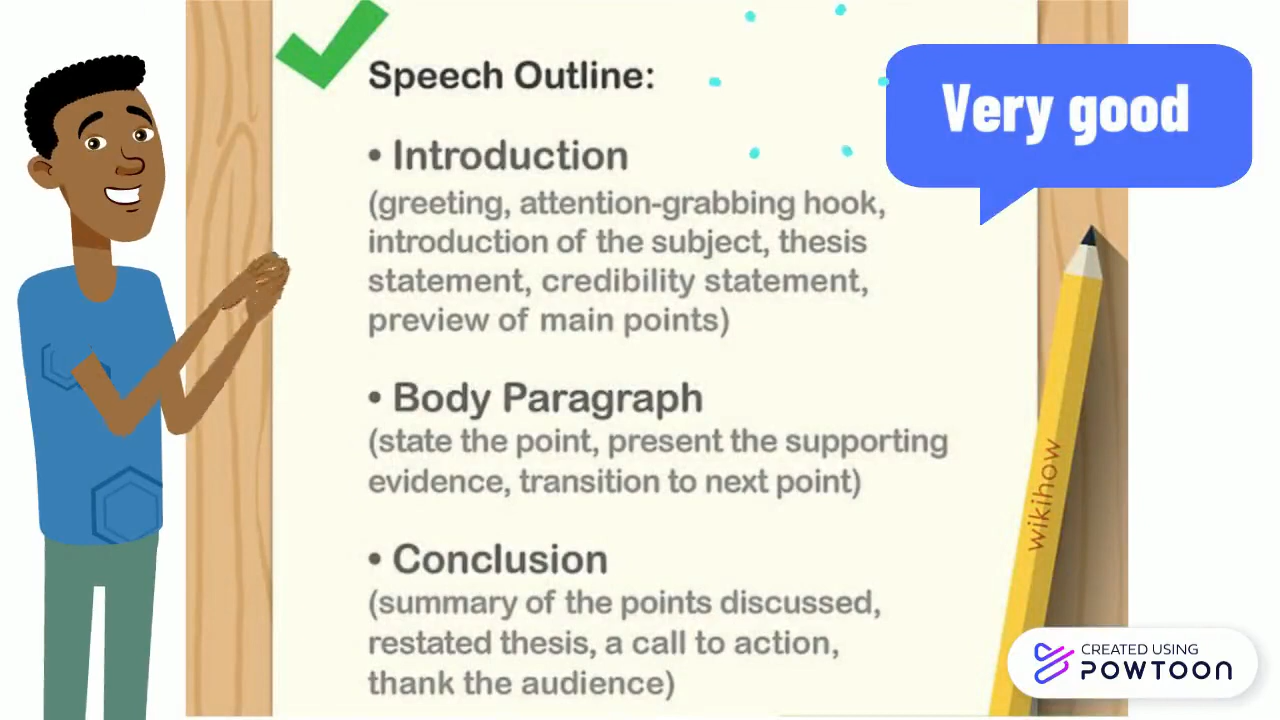 Speech Outline:
Very good
• Introduction
(greeting, attention-grabbing hook,
introduction of the subject, thesis
statement, credibility statement,
preview of main points)
• Body Paragraph
(state the point, present the supporting
evidence, transition to next point)
• Conclusion
(summary of the points discussed,
restated thesis, a call to action,
thank the audience)
wikihow
CREATED USING
POWTOON